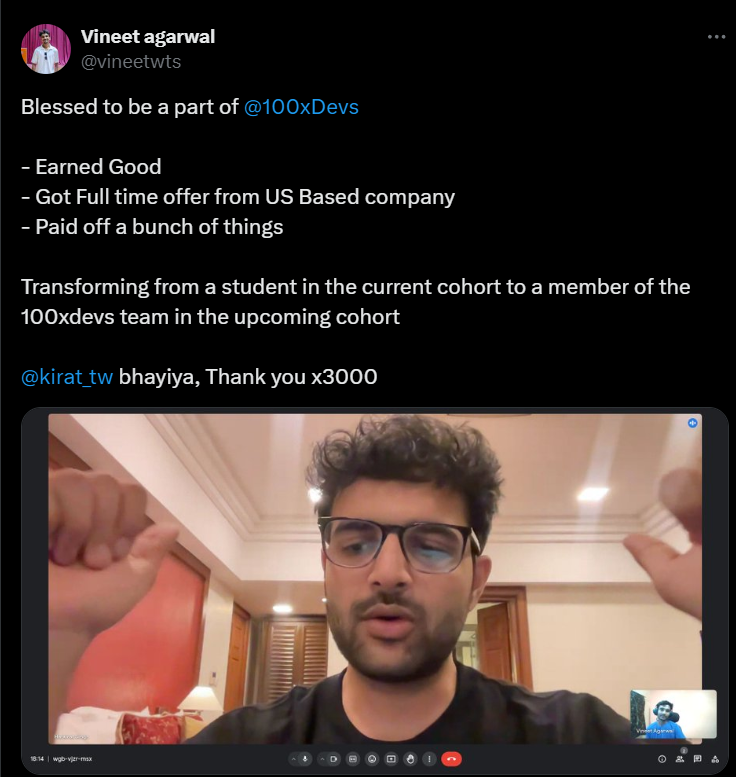 Vineet agarwal
@vineetwts
Blessed to be a part of @100xDevs
- Earned Good
- Got Full time offer from US Based company
- Paid off a bunch of things
Transforming from a student in the current cohort to a member of the
100xdevs team in the upcoming cohort
@kirat_tw bhayiya, Thank you x3000
Vineet Agarwal
18:14 | wgb-vjzr-msx